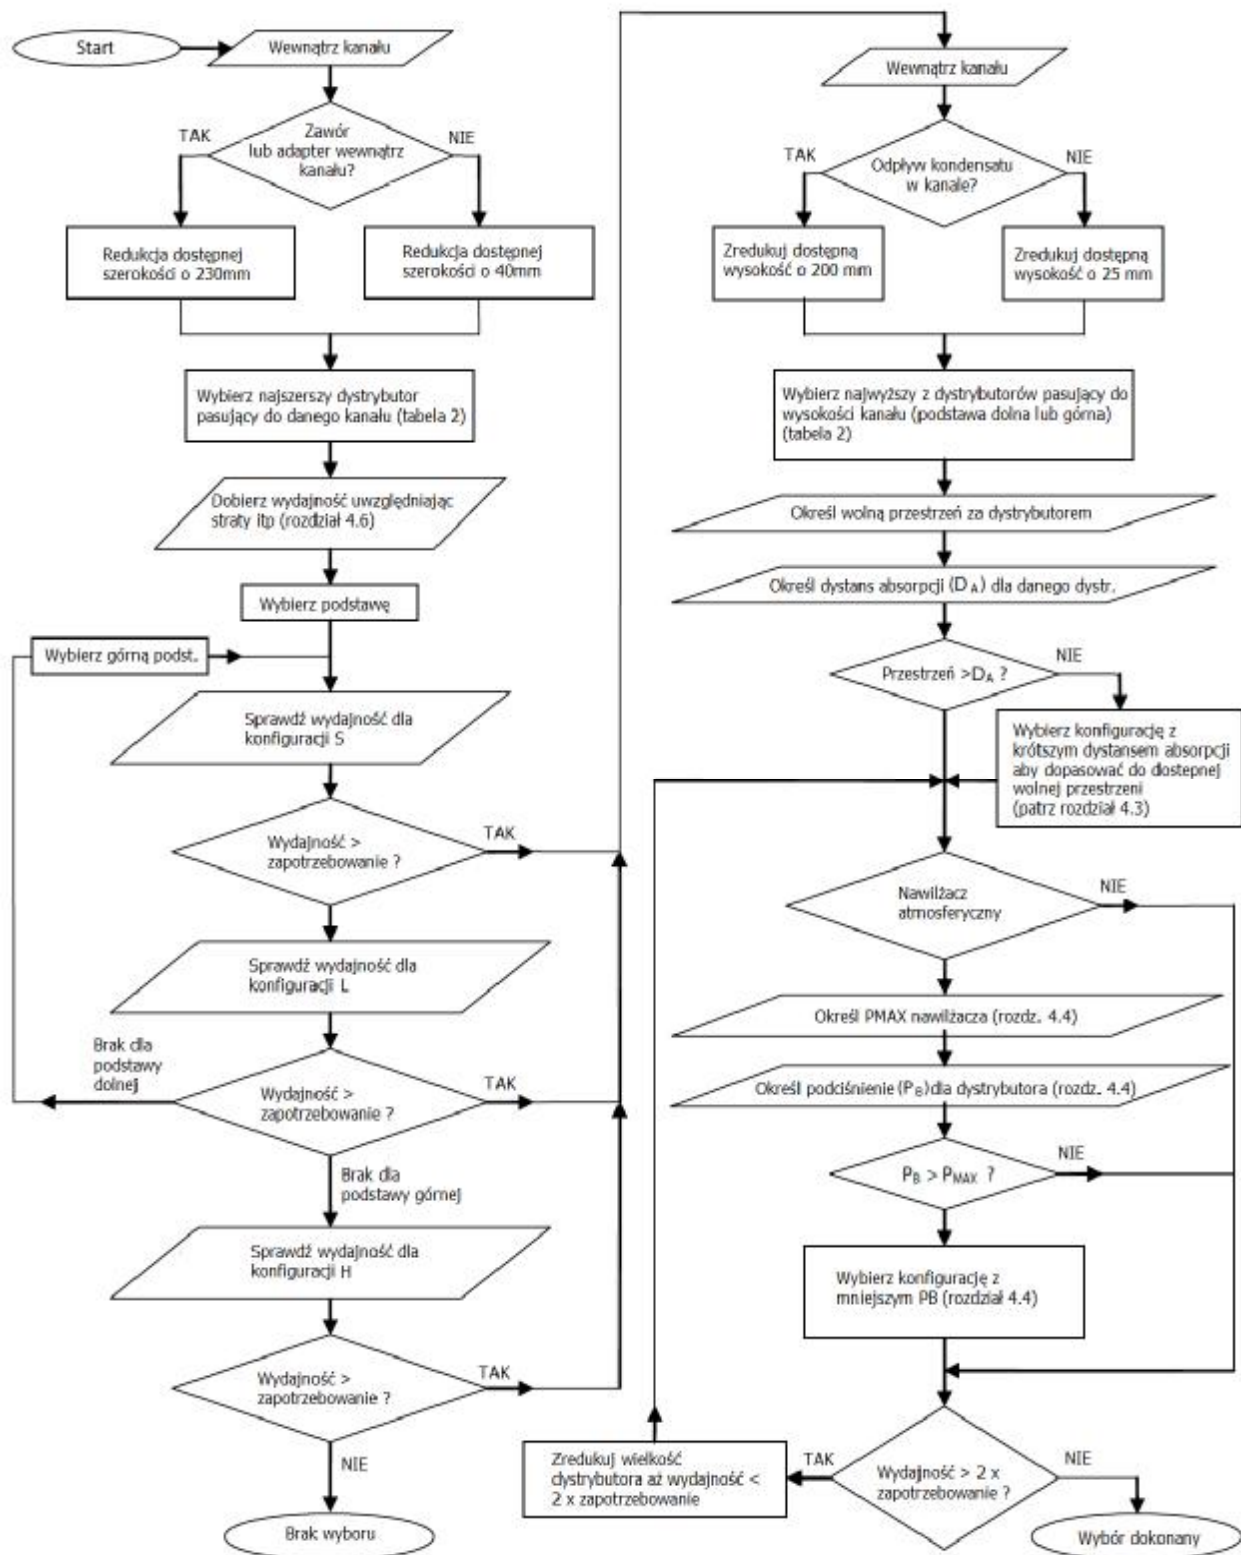 Start
Wewnątrz kanału
TAK
Zawór
lub adapter wewnątrz
kanału?
NIE
Redukcja dostępnej
szerokości o 230mm
Redukcja dostępnej
szerokości o 40mm
Wybierz najszerszy dystrybutor
pasujący do danego kanału (tabela 2)
Dobierz wydajność uwzględniając
straty itp (rozdział 4.6)
Wybierz podstawę
Wybierz górną podst.
Sprawdź wydajność dla
konfiguracji S
Wydajność >
zapotrzebowanie ?
TAK
Sprawdź wydajność dla
konfiguracji L
Brak dla
podstawy
dolnej
Wydajność >
zapotrzebowanie ?
TAK
Brak dla
podstawy górnej
Sprawdź wydajność dla
konfiguracji H
Wydajność >
zapotrzebowanie ?
TAK
NIE
Brak wyboru
Wewnątrz kanału
TAK
Odpływ kondensatu
w kanale?
NIE
Zredukuj dostępną
wysokość o 200 mm
Zredukuj dostępną
wysokość o 25 mm
Wybierz najwyższy z dystrybutorów pasujący do
wysokości kanału (podstawa dolna lub górna)
(tabela 2)
Określ wolną przestrzeń za dystrybutorem
Określ dystans absorpcji (DA) dla danego dystr.
Przestrzeń >DA ?
NIE
Wybierz konfigurację z
krótszym dystansem absorpcji
aby dopasować do dostepnej
wolnej przestrzeni
(patrz rozdział 4.3)
Nawilżacz
atmosferyczny
NIE
Określ PMAX nawilżacza (rozdz. 4.4)
Określ podciśnienie (PB)dla dystrybutora (rozdz. 4.4)
PB > PMAX ?
NIE
Wybierz konfigurację z
mniejszym PB (rozdział 4.4)
Zredukuj wielkość
dystrybutora aż wydajność <
2 x zapotrzebowanie
TAK
Wydajność > 2 x
zapotrzebowanie ?
NIE
Wybór dokonany